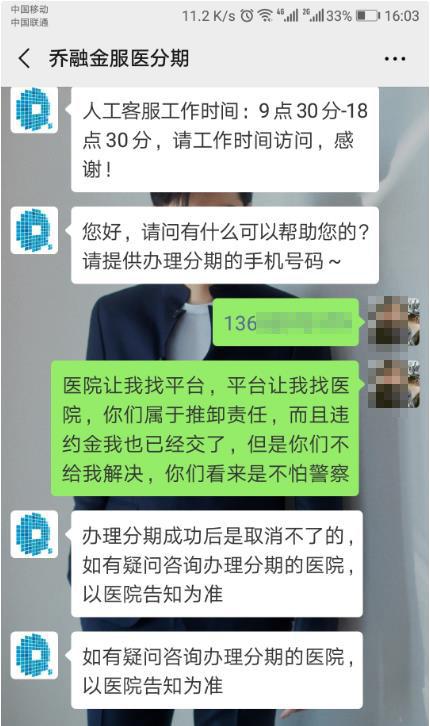 中国移动
中国联通
11.2 K/s 4G 2G 33% 16:03
乔融金服医分期
人工客服工作时间：9点30分-18
点30分，请工作时间访问，感
谢！
您好，请问有什么可以帮助您的?
请提供办理分期的手机号码～
136
医院让我找平台，平台让我找医
院，你们属于推卸责任，而且违
约金我也已经交了，但是你们不
给我解决，你们看来是不怕警察
办理分期成功后是取消不了的，
如有疑问咨询办理分期的医院，
以医院告知为准
如有疑问咨询办理分期的医院，
以医院告知为准